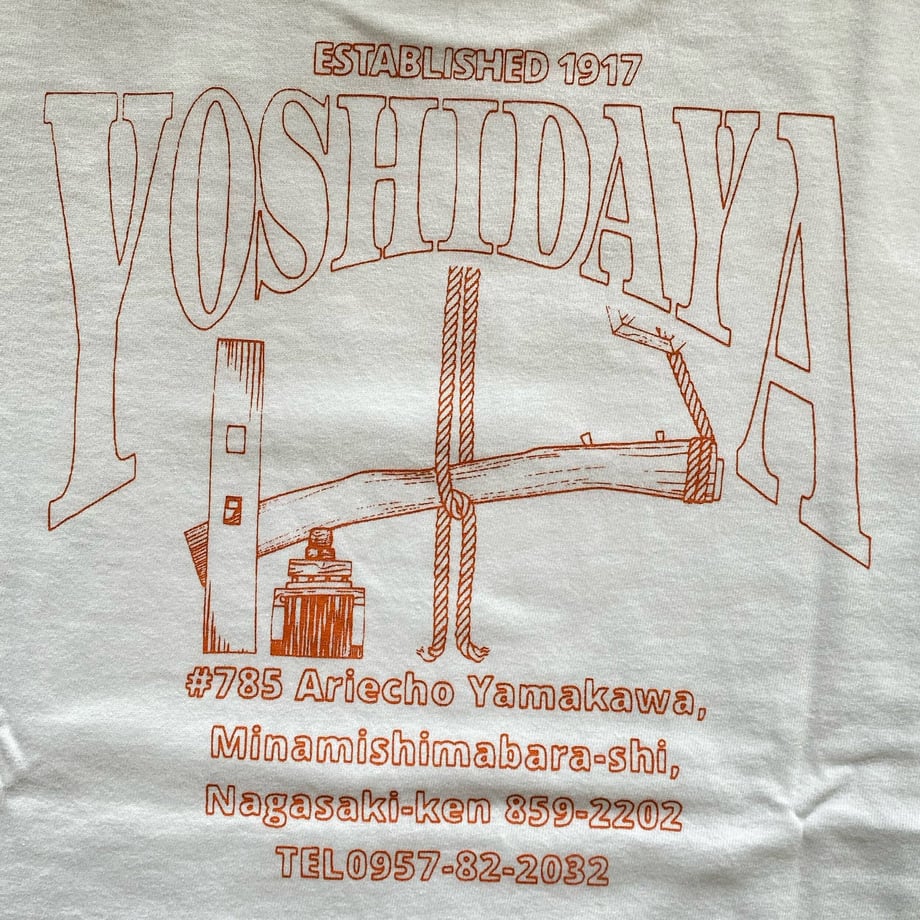 ESTABLISHED 1917
YOSHIDAYA
#785 Ariecho Yamakawa,
Minamishimabara-shi,
Nagasaki-ken 859-2202
TEL0957-82-2032